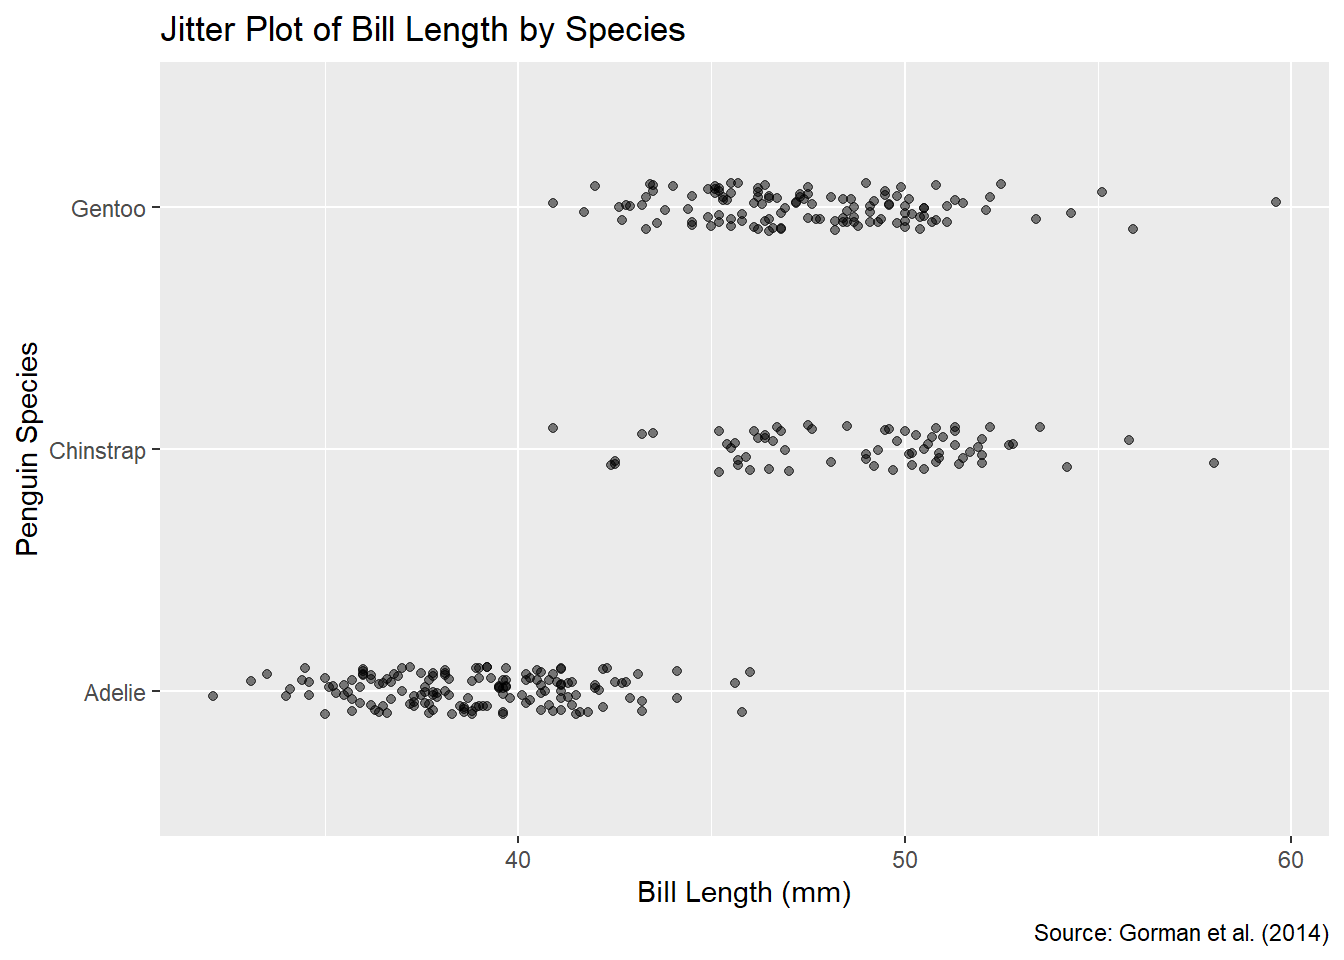 Jitter Plot of Bill Length by Species
Penguin Species
Gentoo
Chinstrap
Adelie
40 50 60
Bill Length (mm)
Source: Gorman et al. (2014)